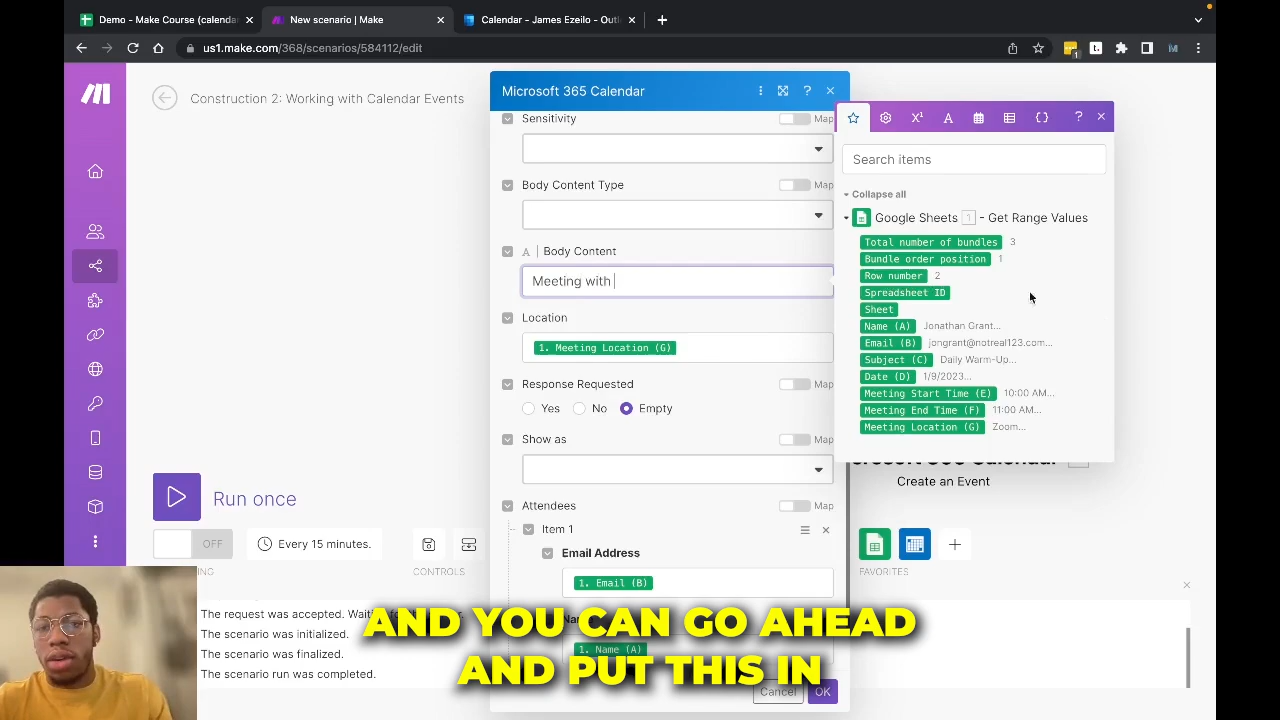 Demo - Make Course (calenda
New scenario | Make
Calendar - James Ezeilo - Outl
us1.make.com/368/scenarios/584112/edit
Construction 2: Working with Calendar Events
Microsoft 365 Calendar
Sensitivity
Map
Body Content Type
Map
A
Body Content
Meeting with
Location
1. Meeting Location (G)
Response Requested
Map
Yes
No
Empty
Show as
Map
Attendees
Map
Item 1
Email Address
1. Email (B)
1. Name (A)
Cancel
OK
Search items
Collapse all
Google Sheets 1 - Get Range Values
Total number of bundles 3
Bundle order position 1
Row number 2
Spreadsheet ID
Sheet
Name (A) Jonathan Grant...
Email (B) jongrant@notreal123.com...
Subject (C) Daily Warm-Up...
Date (D) 1/9/2023...
Meeting Start Time (E) 10:00 AM...
Meeting End Time (F) 11:00 AM...
Meeting Location (G) Zoom...
Create an Event
Run once
OFF
Every 15 minutes.
CONTROLS
FAVORITES
The request was accepted.
The scenario was initialized.
The scenario was finalized.
The scenario run was completed.
AND YOU CAN GO AHEAD
AND PUT THIS IN